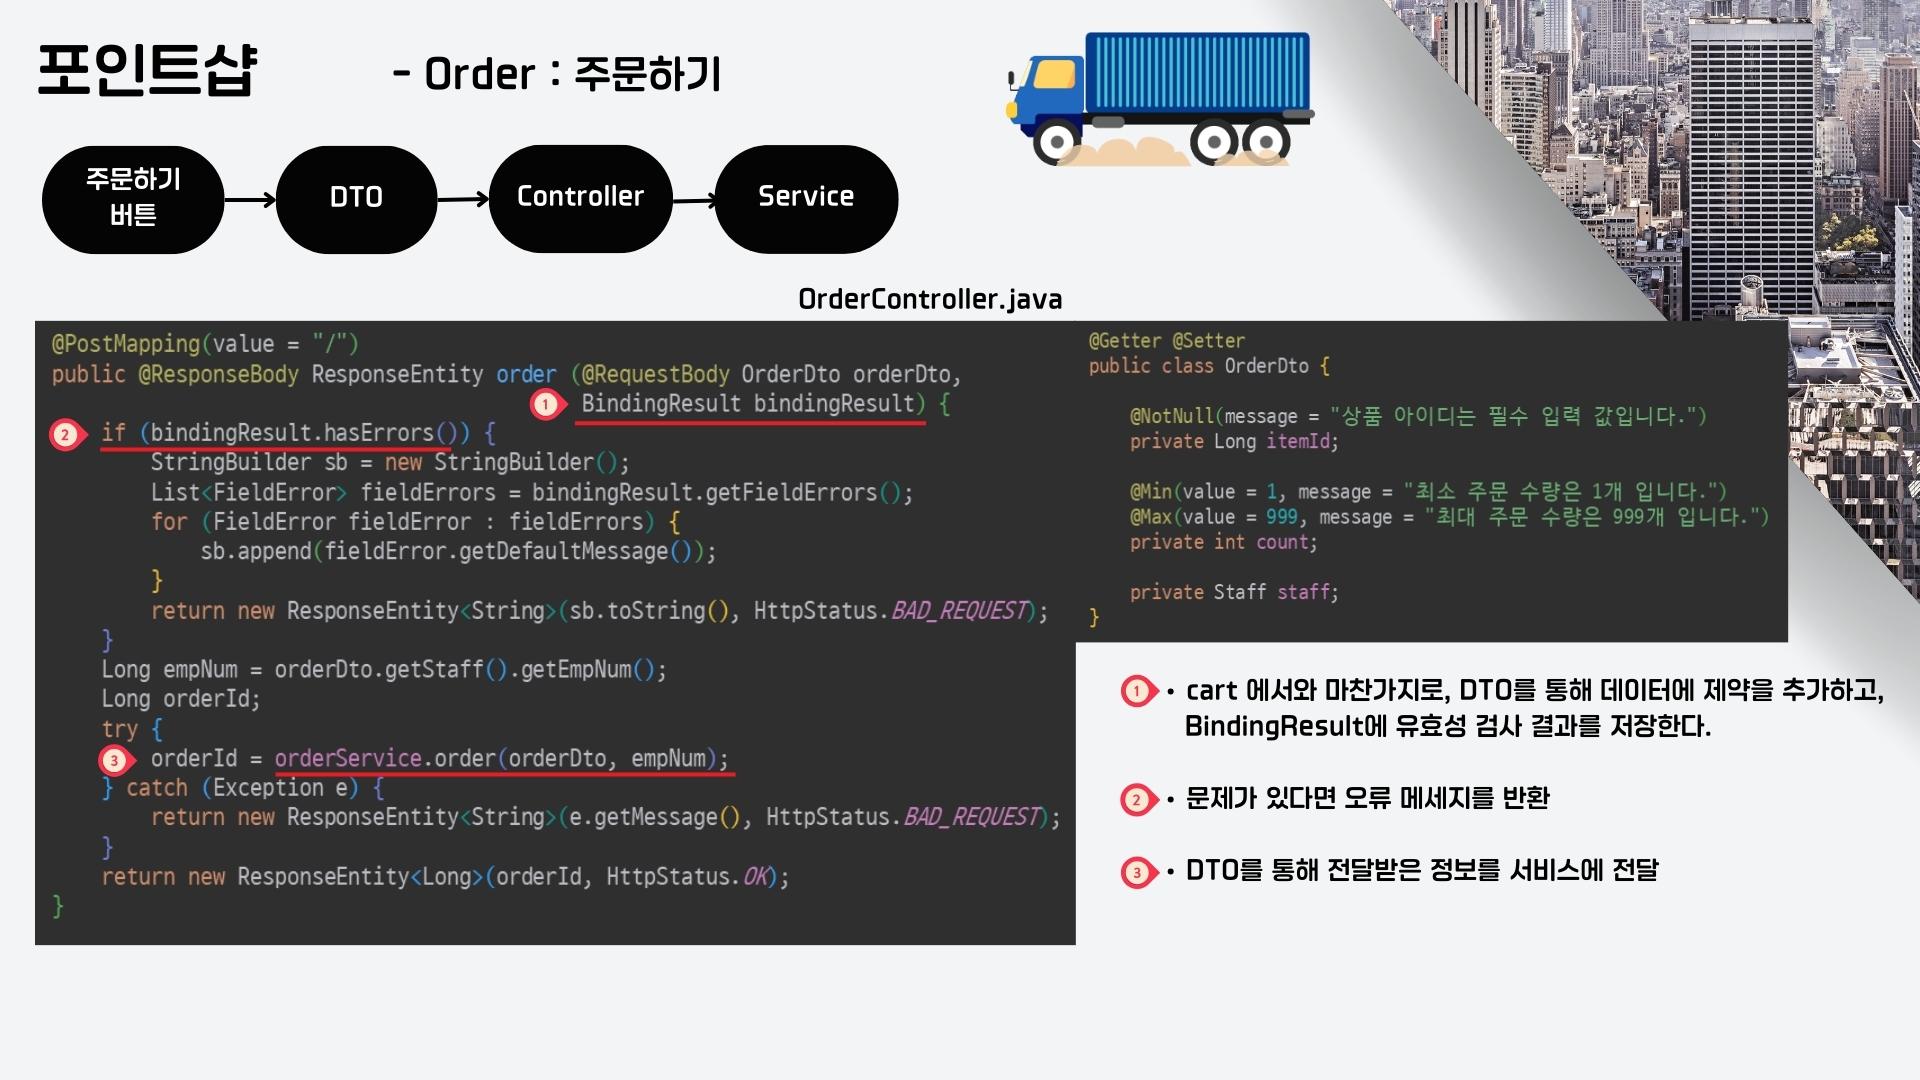 포인트샵
- Order : 주문하기
주문하기
버튼
DTO
Controller
Service
OrderController.java
@PostMapping(value = "/")
public @ResponseBody ResponseEntity order (@RequestBody OrderDto orderDto,
1 BindingResult bindingResult) {
2 if (bindingResult.hasErrors()) {
StringBuilder sb = new StringBuilder();
List<FieldError> fieldErrors = bindingResult.getFieldErrors();
for (FieldError fieldError : fieldErrors) {
sb.append(fieldError.getDefaultMessage());
}
return new ResponseEntity<String>(sb.toString(), HttpStatus.BAD_REQUEST);
}
Long empNum = orderDto.getStaff().getEmpNum();
Long orderId;
try {
3 orderId = orderService.order(orderDto, empNum);
} catch (Exception e) {
return new ResponseEntity<String>(e.getMessage(), HttpStatus.BAD_REQUEST);
}
return new ResponseEntity<Long>(orderId, HttpStatus.OK);
}
@Getter @Setter
public class OrderDto {
@NotNull(message = "상품 아이디는 필수 입력 값입니다.")
private Long itemId;
@Min(value = 1, message = "최소 주문 수량은 1개 입니다.")
@Max(value = 999, message = "최대 주문 수량은 999개 입니다.")
private int count;
private Staff staff;
}
1 • cart 에서와 마찬가지로, DTO를 통해 데이터에 제약을 추가하고,
BindingResult에 유효성 검사 결과를 저장한다.
2 • 문제가 있다면 오류 메세지를 반환
3 • DTO를 통해 전달받은 정보를 서비스에 전달